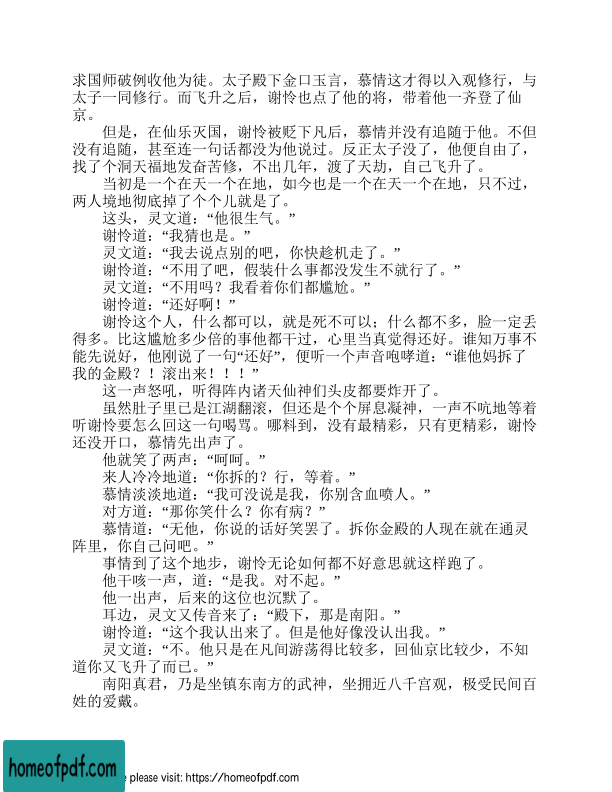 求国师破例收他为徒。太子殿下金口玉言，慕情这才得以入观修行，与
太子一同修行。而飞升之后，谢怜也点了他的将，带着他一齐登了仙
京。
但是，在仙乐灭国，谢怜被贬下凡后，慕情并没有追随于他。不但
没有追随，甚至连一句话都没为他说过。反正太子没了，他便自由了，
找了个洞天福地发奋苦修，不出几年，渡了天劫，自己飞升了。
当初是一个在天一个在地，如今也是一个在天一个在地，只不过，
两人境地彻底掉了个个儿就是了。
这头，灵文道：“他很生气。”
谢怜道：“我猜也是。”
灵文道：“我去说点别的吧，你快趁机走了。”
谢怜道：“不用了吧，假装什么事都没发生不就行了。”
灵文道：“不用吗？我看着你们都尴尬。”
谢怜道：“还好啊！”
谢怜这个人，什么都可以，就是死不可以；什么都不多，脸一定丢
得多。比这尴尬多少倍的事他都干过，心里当真觉得还好。谁知万事不
能先说好，他刚说了一句“还好”，便听一个声音咆哮道：“谁他妈拆了
我的金殿？！滚出来！！！”
这一声怒吼，听得阵内诸天仙神们头皮都要炸开了。
虽然肚子里已是江湖翻滚，但还是个个屏息凝神，一声不吭地等着
听谢怜要怎么回这一句喝骂。哪料到，没有最精彩，只有更精彩，谢怜
还没开口，慕情先出声了。
他就笑了两声：“呵呵。”
来人冷冷地道：“你拆的？行，等着。”
慕情淡淡地道：“我可没说是我，你别含血喷人。”
对方道：“那你笑什么？你有病？”
慕情道：“无他，你说的话好笑罢了。拆你金殿的人现在就在通灵
阵里，你自己问吧。”
事情到了这个地步，谢怜无论如何都不好意思就这样跑了。
他干咳一声，道：“是我。对不起。”
他一出声，后来的这位也沉默了。
耳边，灵文又传音来了：“殿下，那是南阳。”
谢怜道：“这个我认出来了。但是他好像没认出我。”
灵文道：“不。他只是在凡间游荡得比较多，回仙京比较少，不知
道你又飞升了而已。”
南阳真君，乃是坐镇东南方的武神，坐拥近八千宫观，极受民间百
姓的爱戴。
homeofpdf.com
e please visit: https://homeofpdf.com